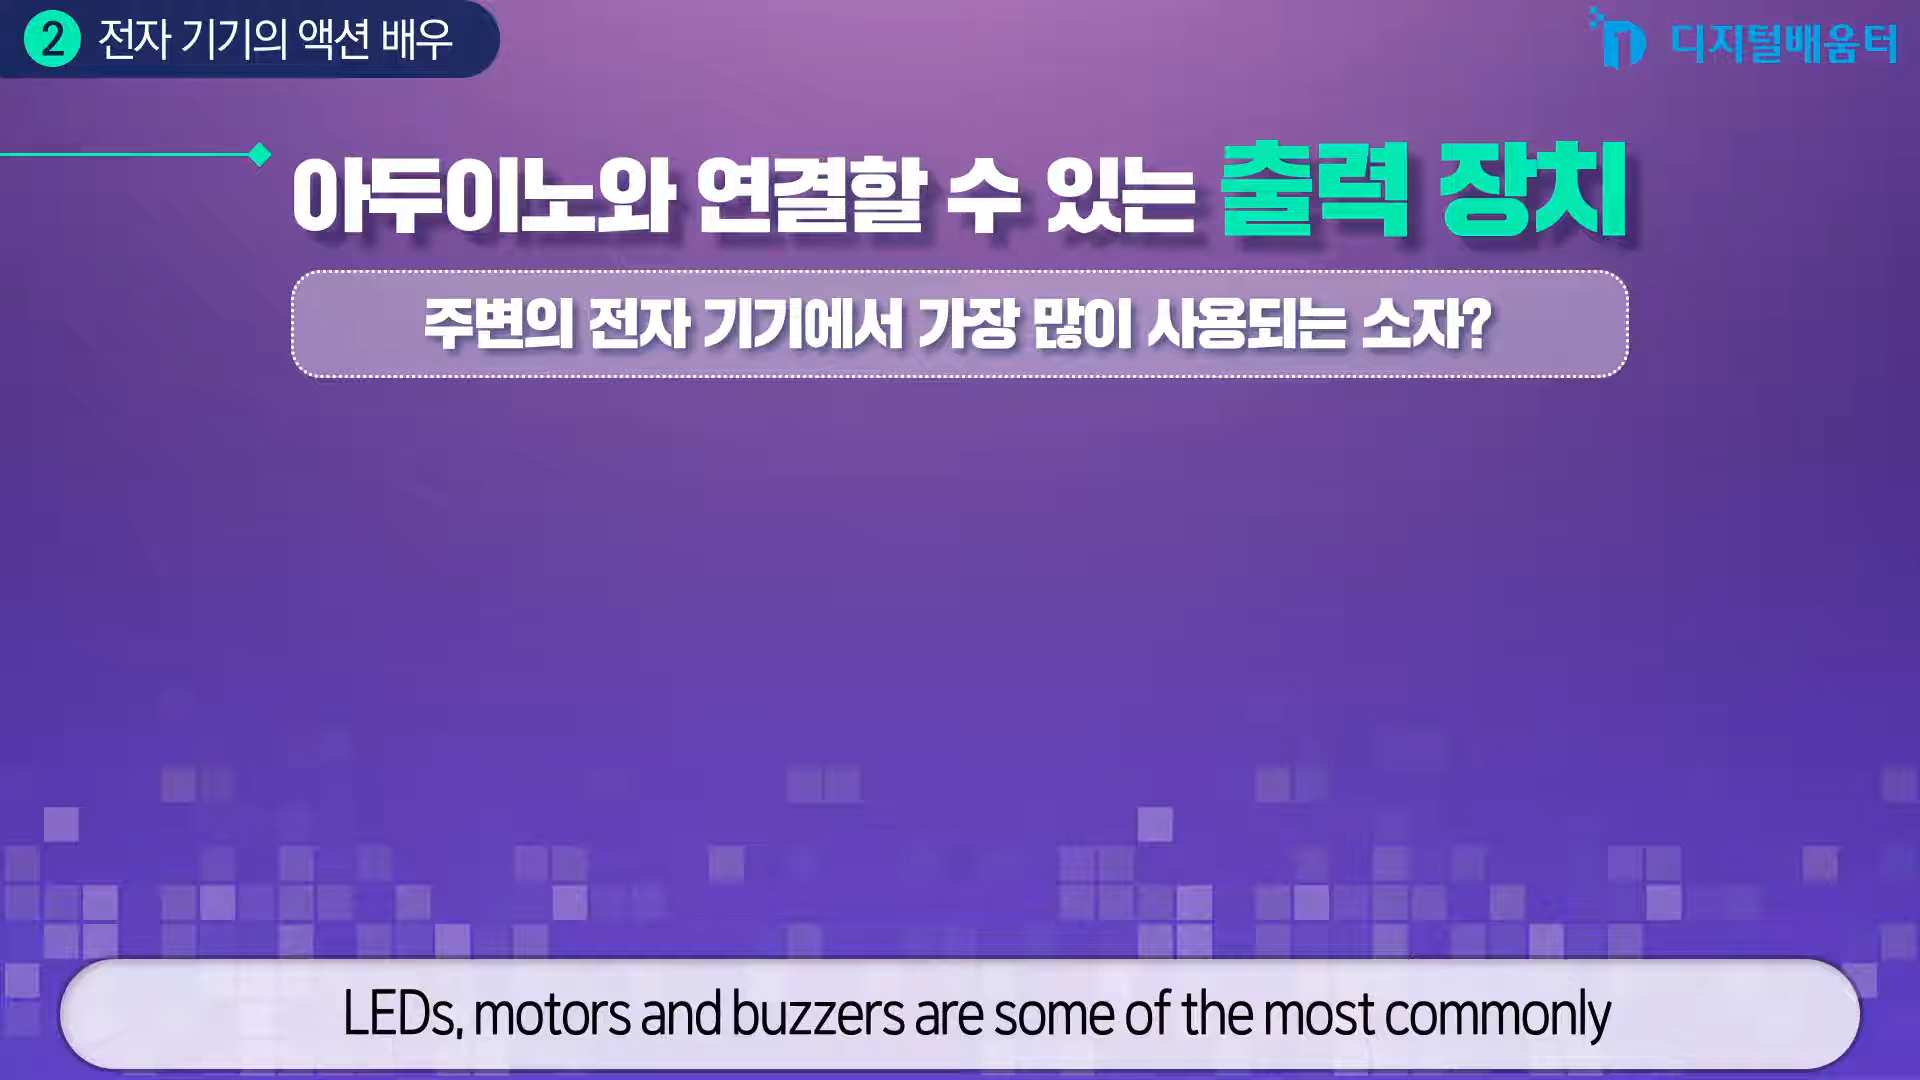 2 전자 기기의 액션 배우
디지털배움터
아두이노와 연결할 수 있는 출력 장치
주변의 전자 기기에서 가장 많이 사용되는 소자?
LEDs, motors and buzzers are some of the most commonly